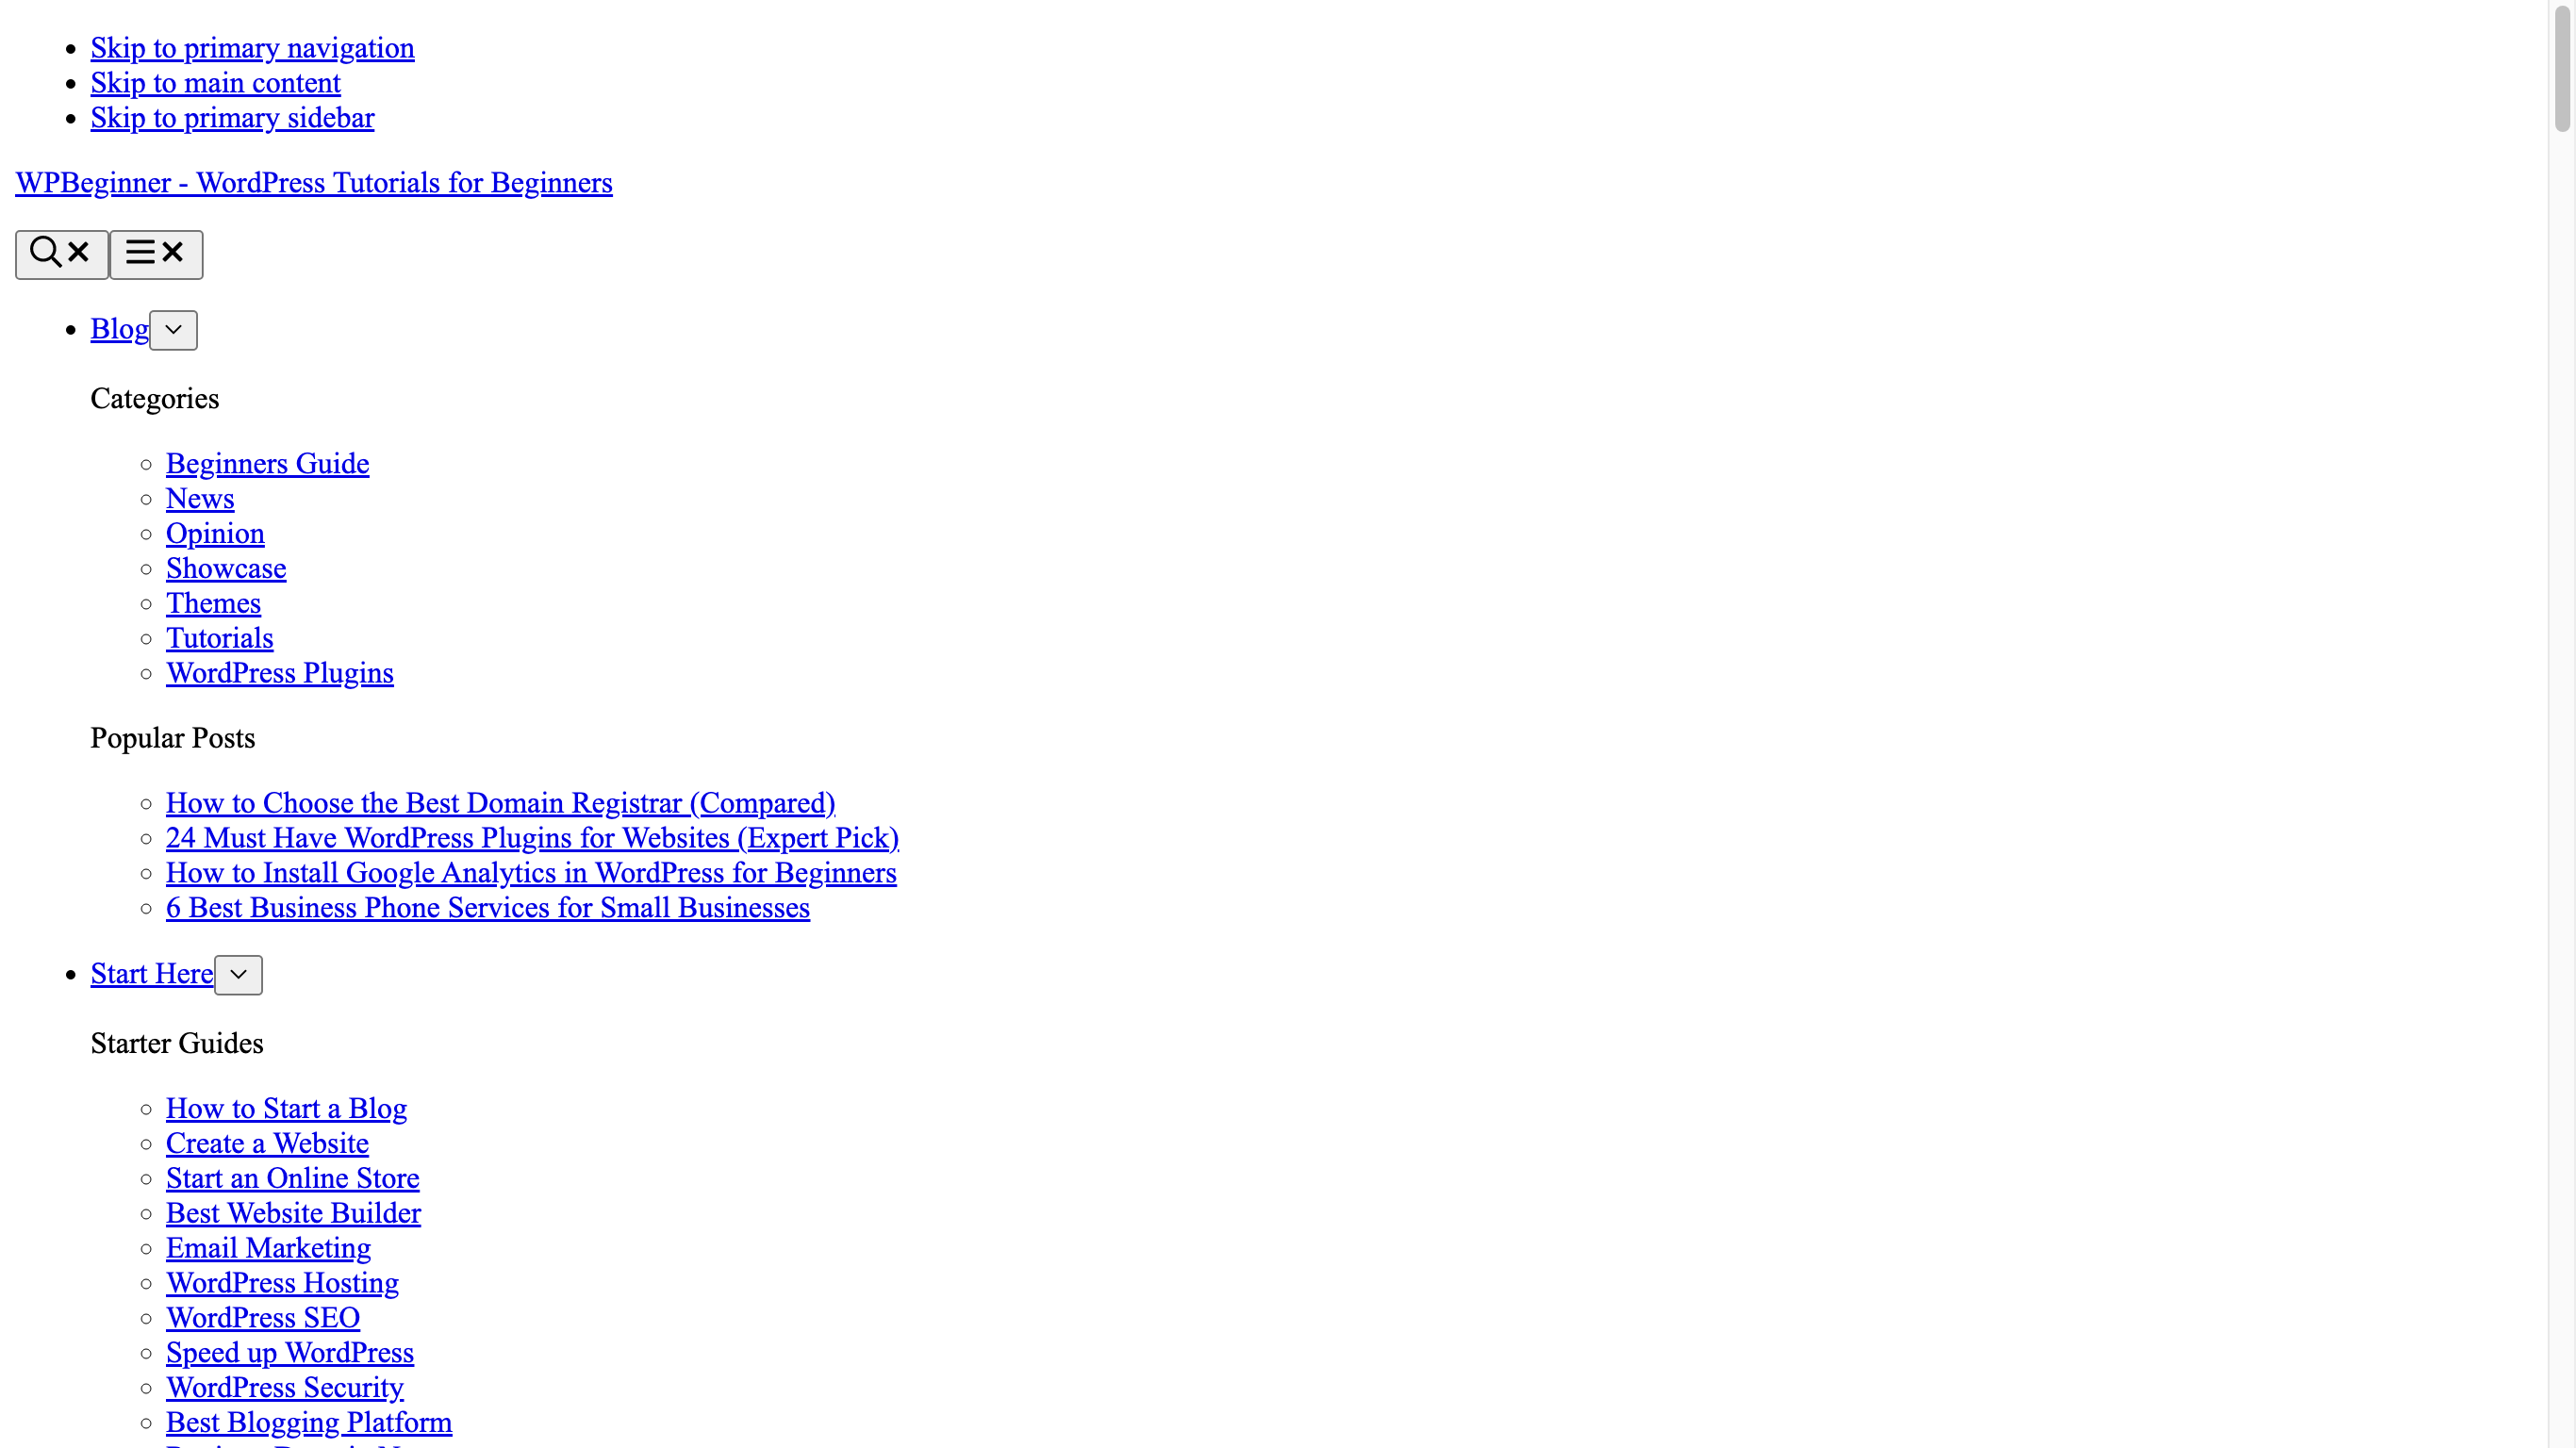 Skip to primary navigation
Skip to main content
Skip to primary sidebar
WPBeginner - WordPress Tutorials for Beginners
Blog
Categories
Beginners Guide
News
Opinion
Showcase
Themes
Tutorials
WordPress Plugins
Popular Posts
How to Choose the Best Domain Registrar (Compared)
24 Must Have WordPress Plugins for Websites (Expert Pick)
How to Install Google Analytics in WordPress for Beginners
6 Best Business Phone Services for Small Businesses
Start Here
Starter Guides
How to Start a Blog
Create a Website
Start an Online Store
Best Website Builder
Email Marketing
WordPress Hosting
WordPress SEO
Speed up WordPress
WordPress Security
Best Blogging Platform